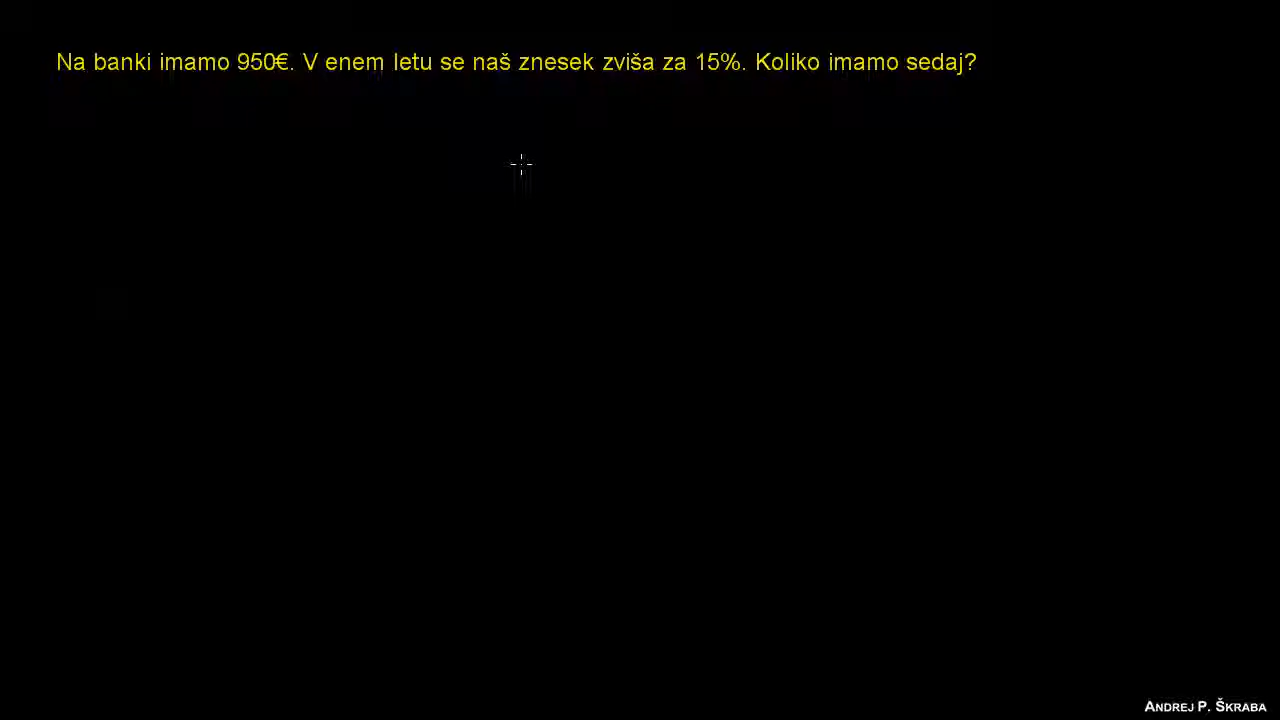 Na banki imamo 950€. V enem letu se naš znesek zviša za 15%. Koliko imamo sedaj?
ANDREJ P. ŠKRABA